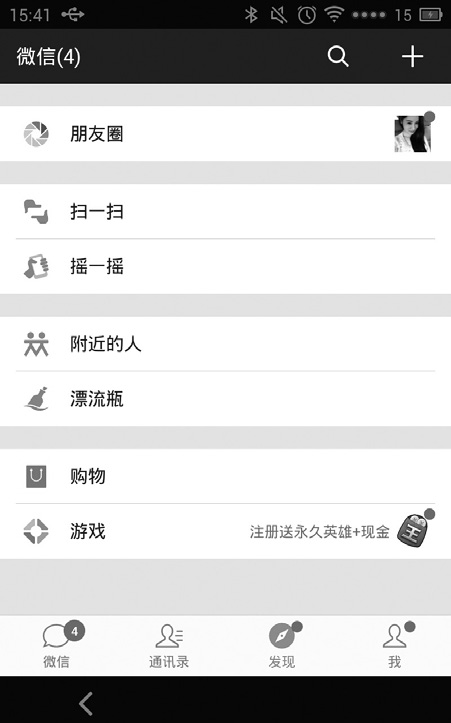 15:41
15
微信(4)
朋友圈
扫一扫
摇一摇
附近的人
漂流瓶
购物
游戏
注册送永久英雄+现金
王
4
微信
通讯录
发现
我